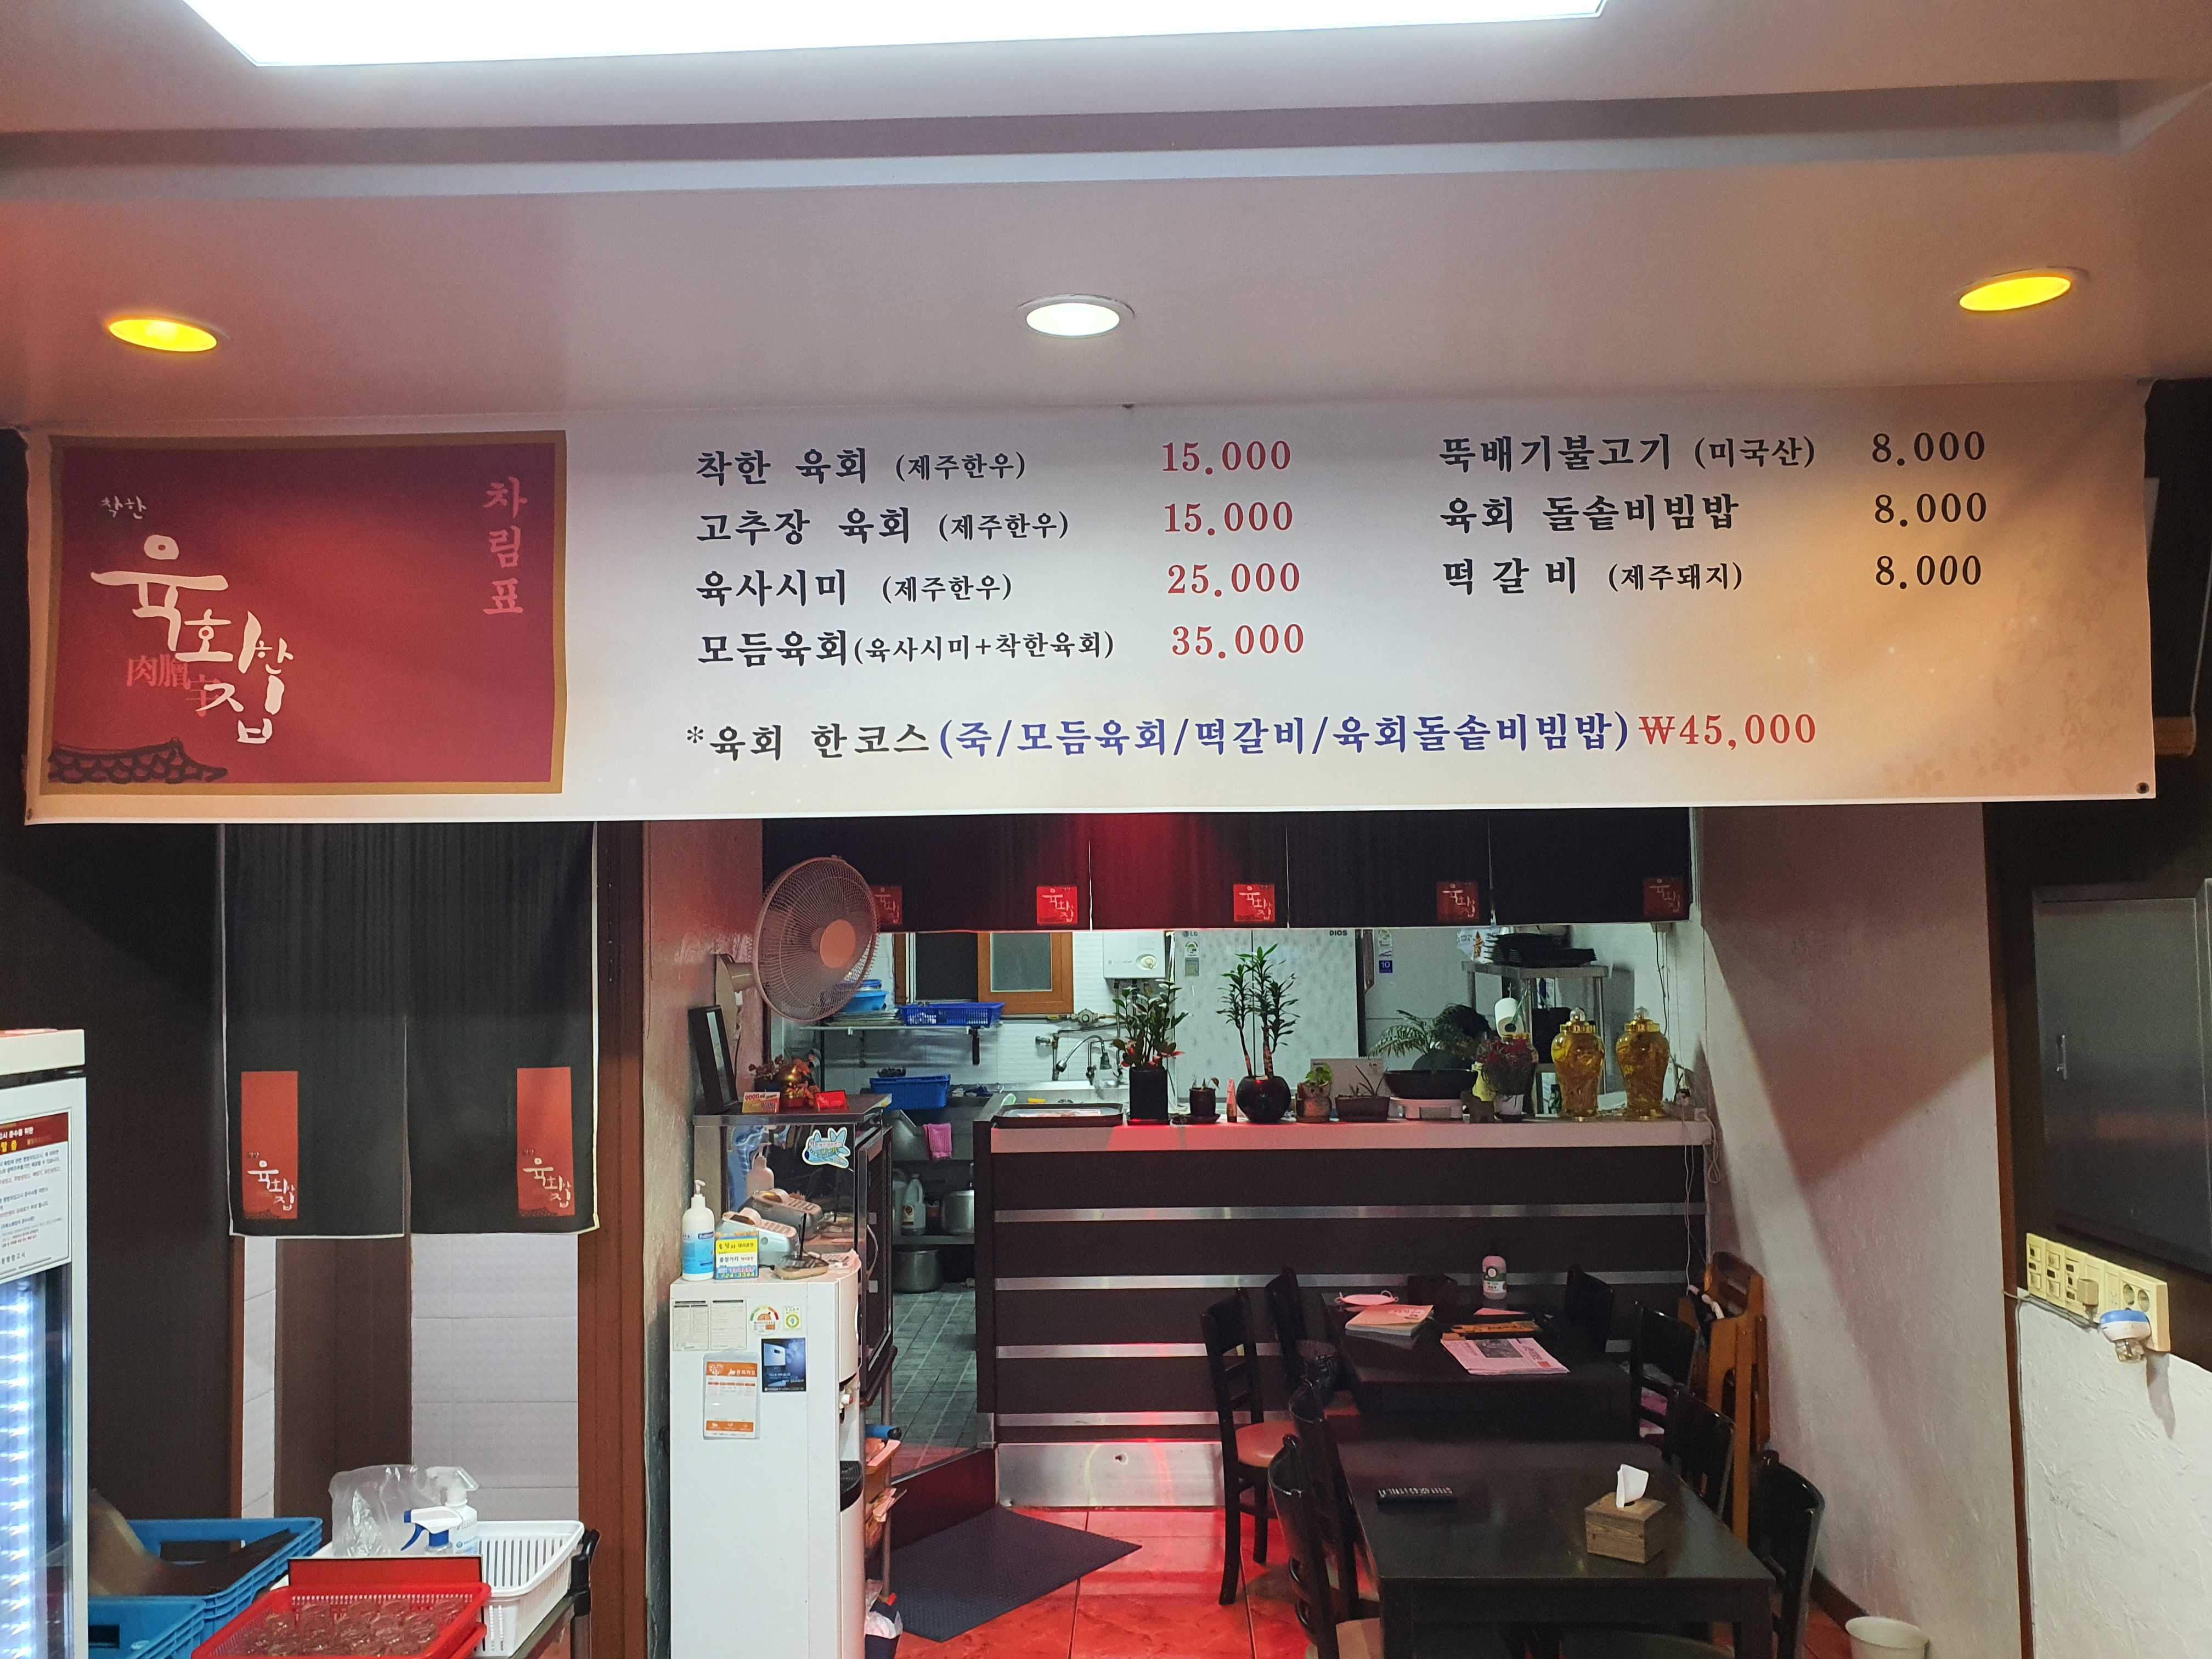 착한
육회
한
집
肉膾
차림표
착한 육회 (제주한우) 15.000
고추장 육회 (제주한우) 15.000
육사시미 (제주한우) 25.000
모듬육회(육사시미+착한육회) 35.000
뚝배기불고기 (미국산) 8.000
육회 돌솥비빔밥 8.000
떡갈비 (제주돼지) 8.000
*육회 한코스(죽/모듬육회/떡갈비/육회돌솥비빔밥)₩45,000
LG
DIOS